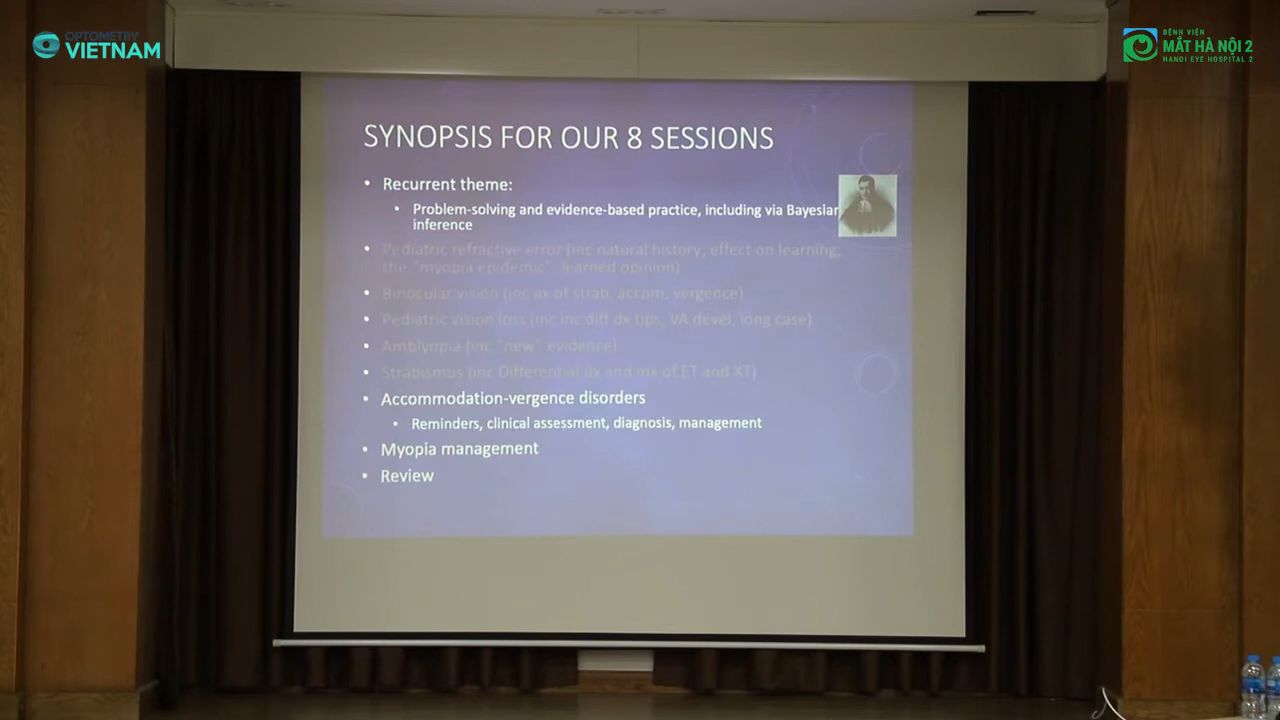 OPTOMETRY
VIETNAM
BỆNH VIỆN
MẮT HÀ NỘI 2
HANOI EYE HOSPITAL 2
SYNOPSIS FOR OUR 8 SESSIONS
• Recurrent theme:
• Problem-solving and evidence-based practice, including via Bayesian
inference
• Pediatric refractive error (inc natural history, effect on learning,
the "myopia epidemic", learned opinion)
• Binocular vision (inc ax of strab, accom, vergence)
• Pediatric vision loss (inc inc diff dx tips, VA devel, long case)
• Amblyopia (inc "new" evidence)
• Strabismus (inc Differential dx and mx of ET and XT)
• Accommodation-vergence disorders
• Reminders, clinical assessment, diagnosis, management
• Myopia management
• Review